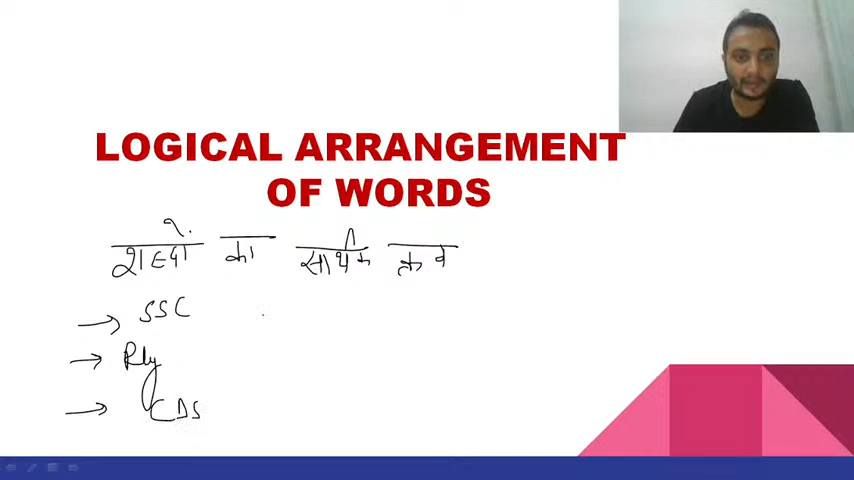 LOGICAL ARRANGEMENT
OF WORDS
शब्दों का सार्थक क्रम
→ SSC
→ Rly
→ CDS